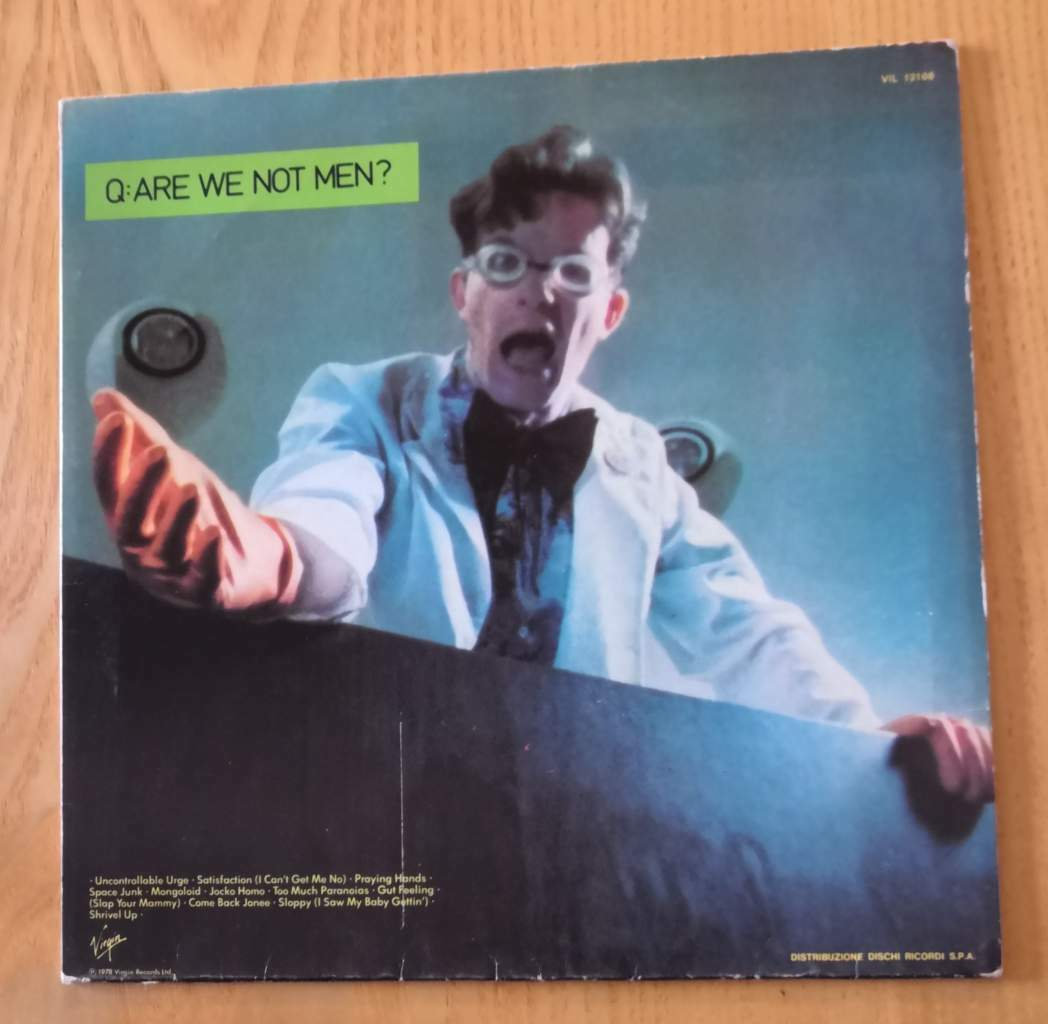 VIL 12106
Q: ARE WE NOT MEN?
· Uncontrollable Urge · Satisfaction (I Can't Get Me No) · Praying Hands ·
Space Junk · Mongoloid · Jocko Homo · Too Much Paranoias · Gut Feeling ·
(Slap Your Mammy) · Come Back Jonee · Sloppy (I Saw My Baby Gettin') ·
Shrivel Up ·
Virgin
℗ 1978 Virgin Records Ltd
DISTRIBUZIONE DISCHI RICORDI S.P.A.